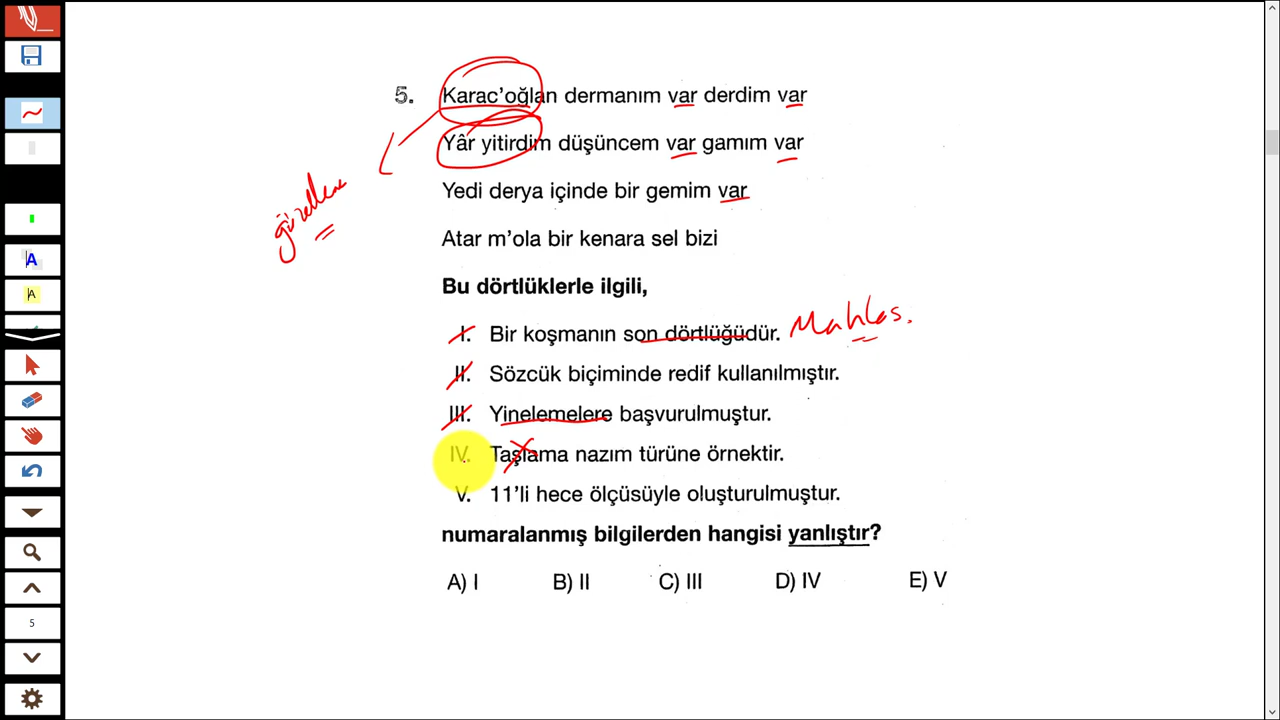 5. Karac'oğlan dermanım var derdim var
Yâr yitirdim düşüncem var gamım var
Yedi derya içinde bir gemim var
güzelleme
Atar m'ola bir kenara sel bizi
Bu dörtlüklerle ilgili,
I. Bir koşmanın son dörtlüğüdür. Mahlas.
II. Sözcük biçiminde redif kullanılmıştır.
III. Yinelemelere başvurulmuştur.
IV. Taşlama nazım türüne örnektir.
V. 11'li hece ölçüsüyle oluşturulmuştur.
numaralanmış bilgilerden hangisi yanlıştır?
A) I B) II C) III D) IV E) V
A
A
5